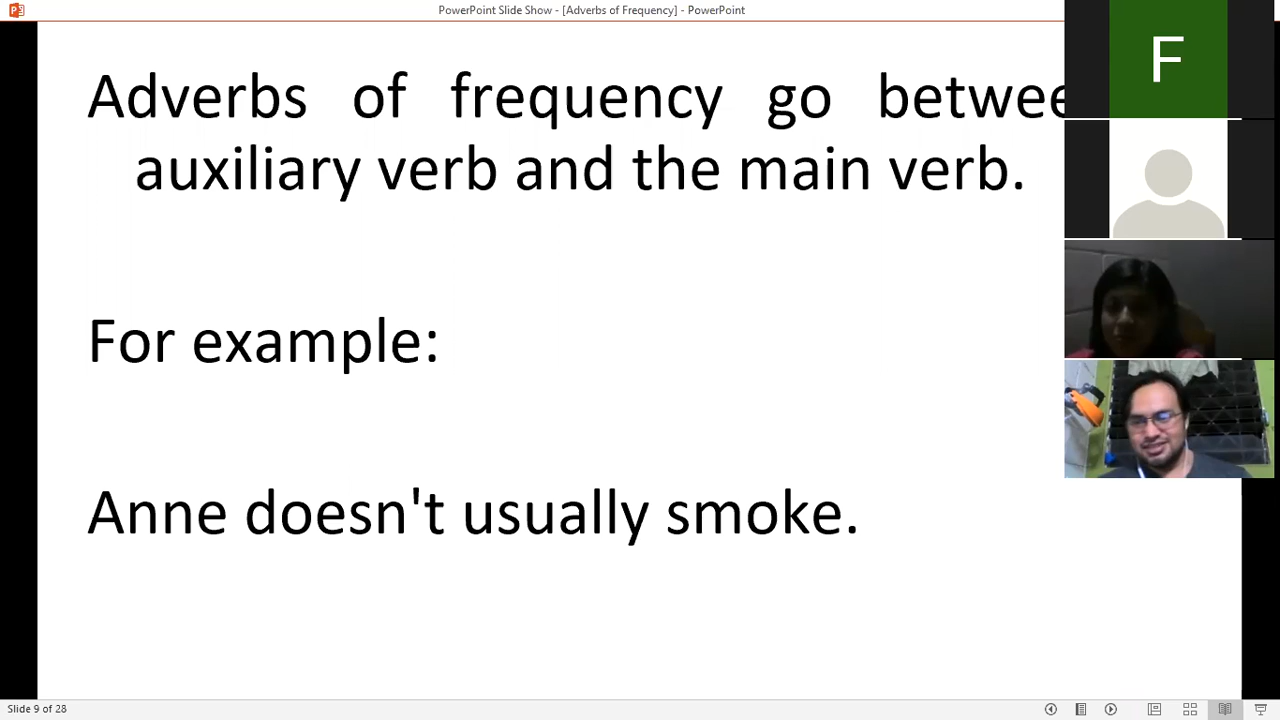 PowerPoint Slide Show - [Adverbs of Frequency] - PowerPoint
F
Adverbs of frequency go betwee
auxiliary verb and the main verb.
For example:
Anne doesn't usually smoke.
Slide 9 of 28